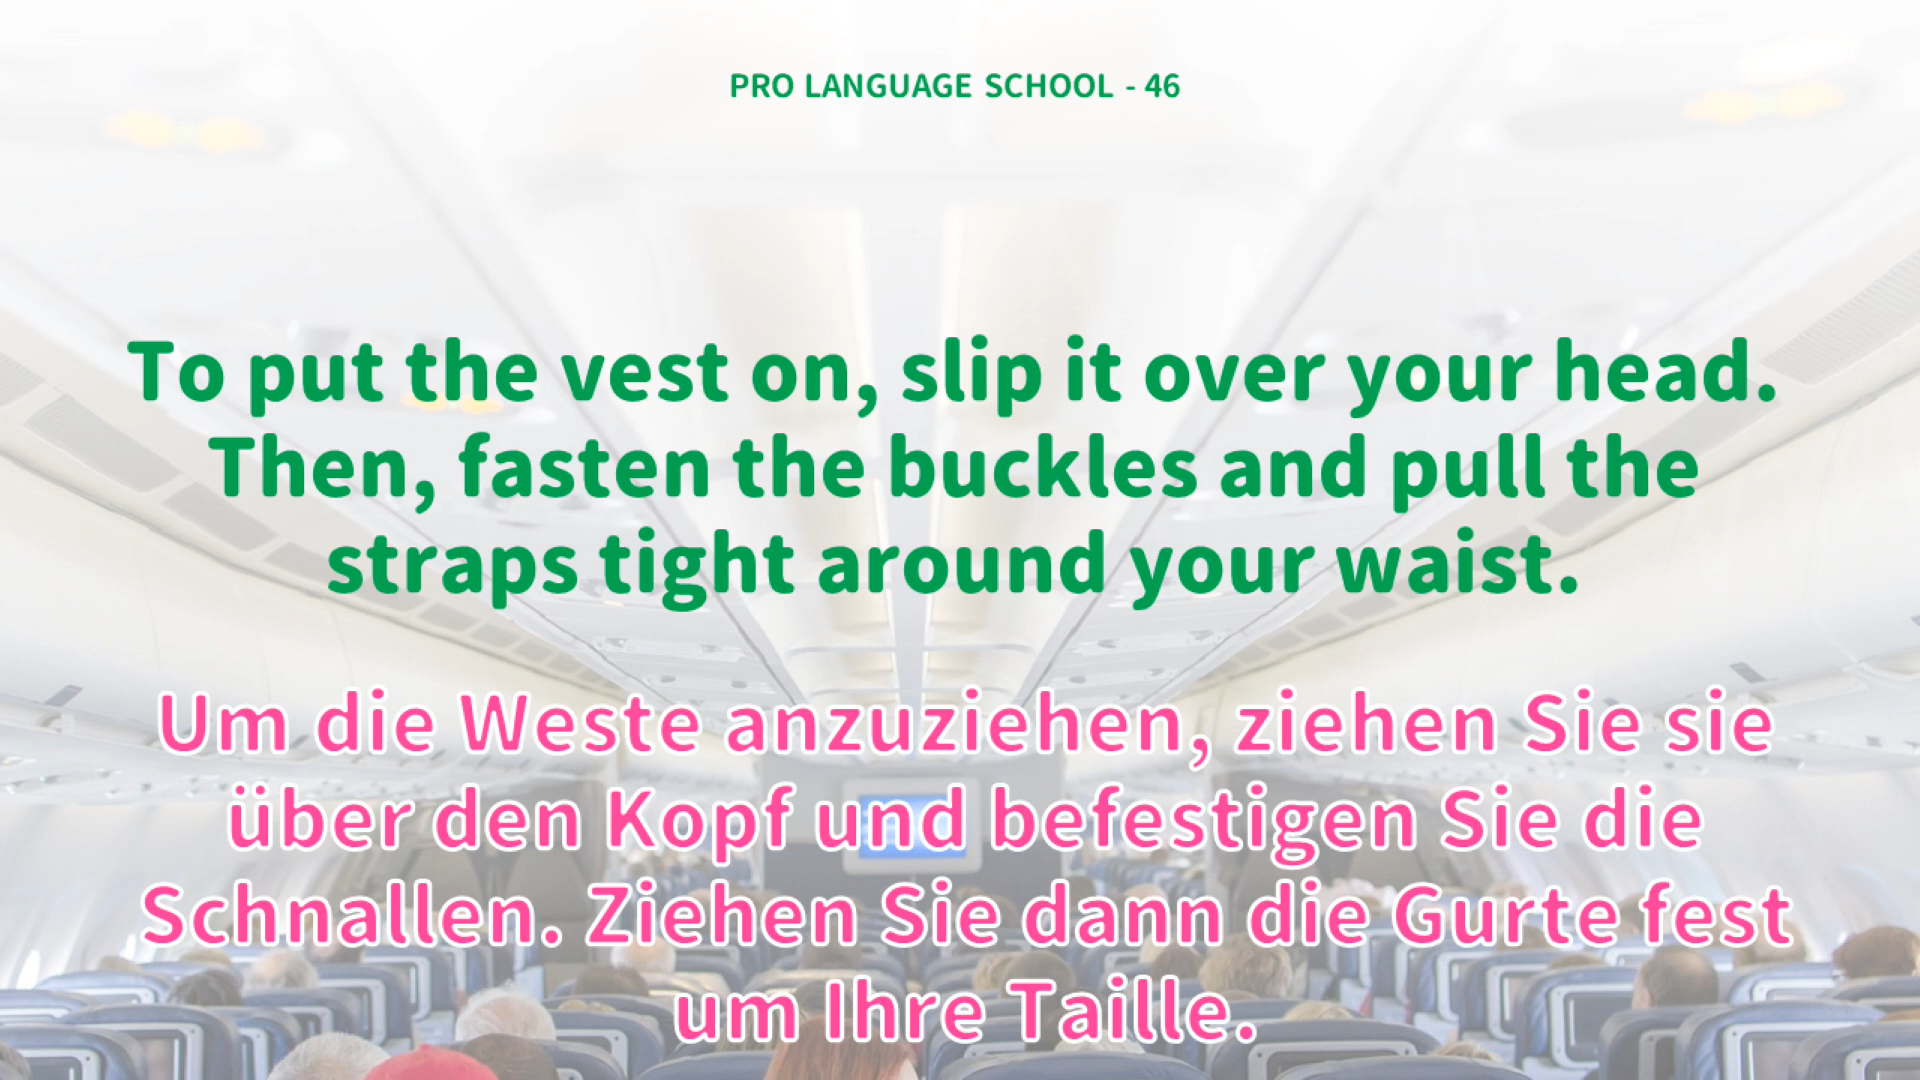 PRO LANGUAGE SCHOOL - 46
To put the vest on, slip it over your head.
Then, fasten the buckles and pull the
straps tight around your waist.
Um die Weste anzuziehen, ziehen Sie sie
über den Kopf und befestigen Sie die
Schnallen. Ziehen Sie dann die Gurte fest
um Ihre Taille.